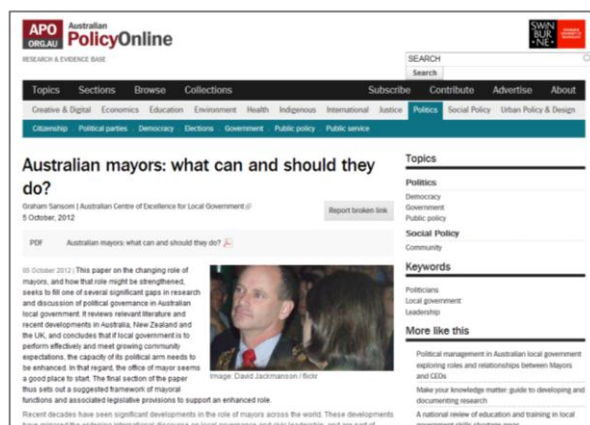 APO
ORG.AU
Australian
PolicyOnline
RESEARCH & EVIDENCE BASE
SWIN
BUR
NE
SEARCH
Search
Topics Sections Browse Collections Subscribe Contribute Advertise About
Creative & Digital Economics Education Environment Health Indigenous International Justice Politics Social Policy Urban Policy & Design
Citizenship Political parties Democracy Elections Government Public policy Public service
Australian mayors: what can and should they
do?
Graham Sansom | Australian Centre of Excellence for Local Government
5 October, 2012
Report broken link
PDF Australian mayors: what can and should they do?
05 October 2012 | This paper on the changing role of
mayors, and how that role might be strengthened,
seeks to fill one of several significant gaps in research
and discussion of political governance in Australian
local government. It reviews relevant literature and
recent developments in Australia, New Zealand and
the UK, and concludes that if local government is to
perform effectively and meet growing community
expectations, the capacity of its political arm needs to
be enhanced. In that regard, the office of mayor seems
a good place to start. The final section of the paper
thus sets out a suggested framework of mayoral
functions and associated legislative provisions to support an enhanced role.
Image: David Jackmanson / flickr
Recent decades have seen significant developments in the role of mayors across the world. These developments
Topics
Politics
Democracy
Government
Public policy
Social Policy
Community
Keywords
Politicians
Local government
Leadership
More like this
Political management in Australian local government
exploring roles and relationships between Mayors
and CEOs
Make your knowledge matter: guide to developing and
documenting research
A national review of education and training in local